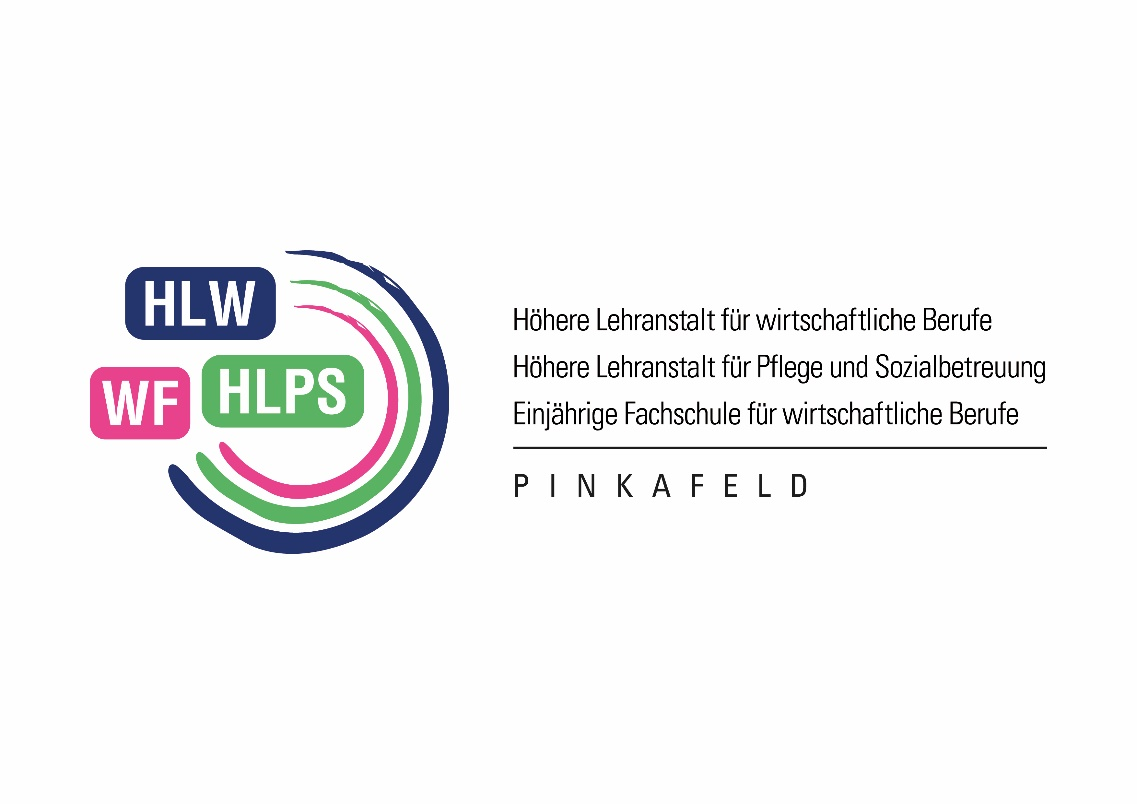 HLW
WF
HLPS
Höhere Lehranstalt für wirtschaftliche Berufe
Höhere Lehranstalt für Pflege und Sozialbetreuung
Einjährige Fachschule für wirtschaftliche Berufe
PINKAFELD